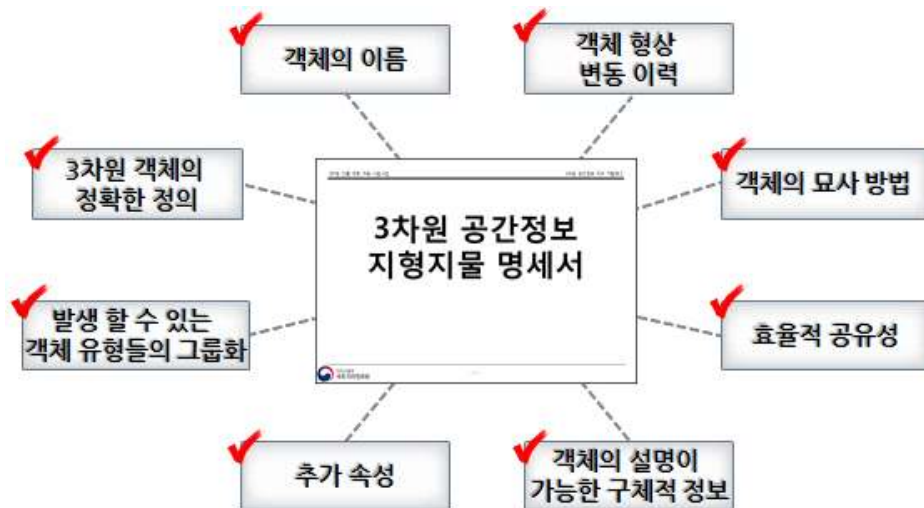 객체의 이름
객체 형상
변동 이력
3차원 객체의
정확한 정의
객체의 묘사 방법
3차원 공간정보
지형지물 명세서
발생 할 수 있는
객체 유형들의 그룹화
효율적 공유성
추가 속성
객체의 설명이
가능한 구체적 정보